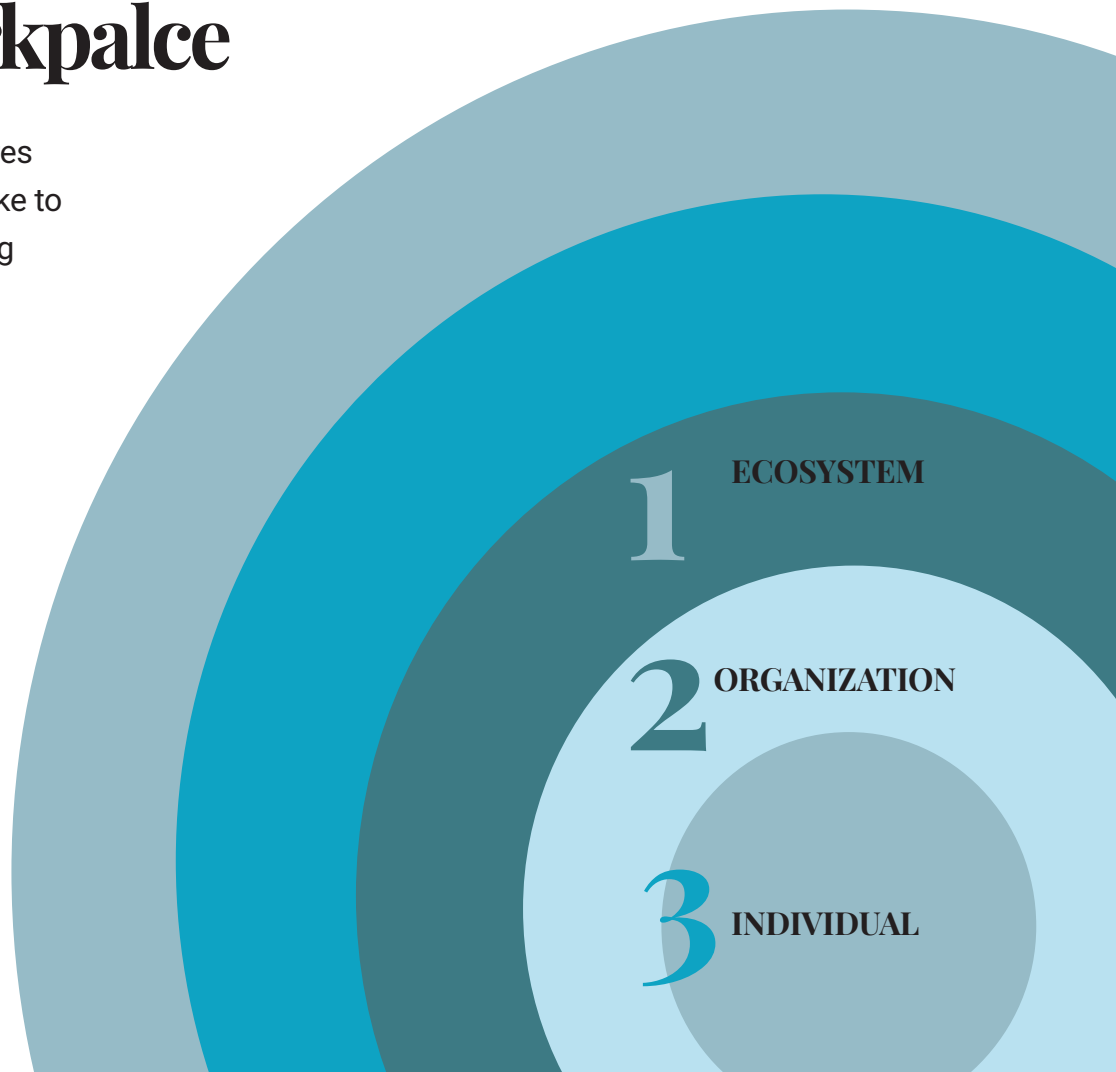 kpalce
es
ke to
g
1 ECOSYSTEM
2 ORGANIZATION
3 INDIVIDUAL